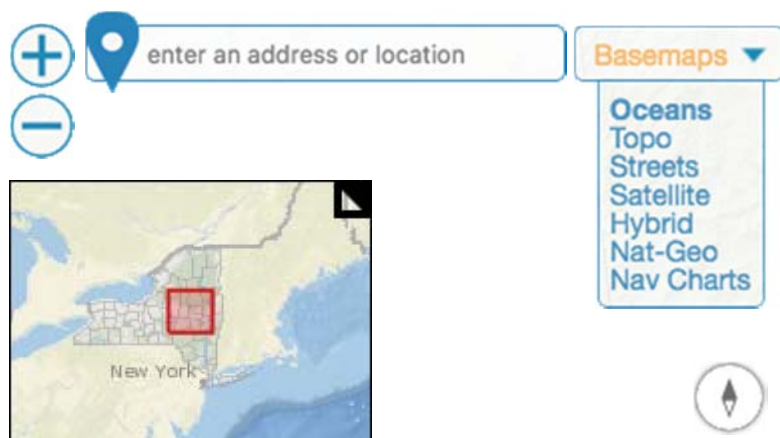 enter an address or location
Basemaps
Oceans
Topo
Streets
Satellite
Hybrid
Nat-Geo
Nav Charts
New York